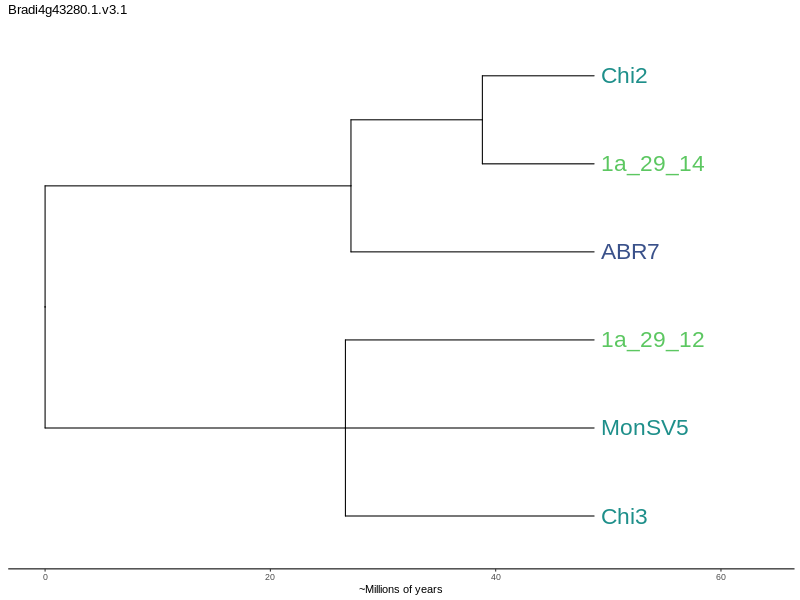 Bradi4g43280.1.v3.1
Chi2
1a_29_14
ABR7
1a_29_12
MonSV5
Chi3
0 20 40 60
~Millions of years